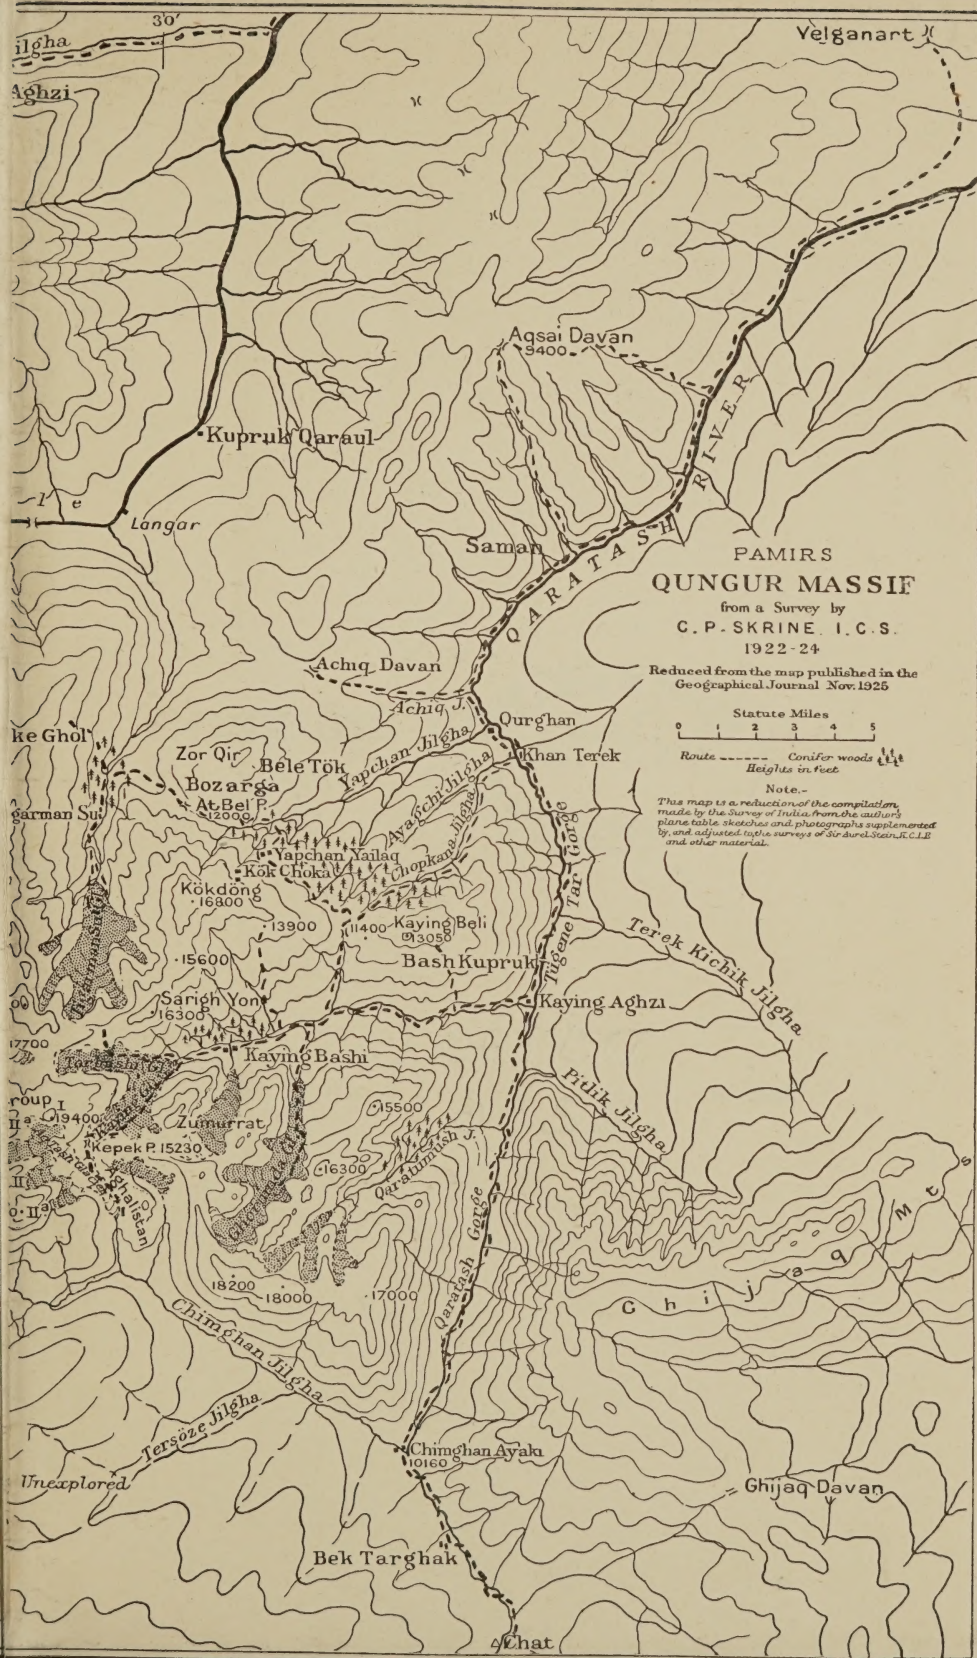 30'
ilgha
Aghzi
Yelganart
Aqsai Davan
9400
Kupruk Qaraul
l e
Langar
Saman
QARATASH RIVER
PAMIRS
QUNGUR MASSIF
from a Survey by
C. P. SKRINE. I.C.S.
1922-24
Reduced from the map published in the
Geographical Journal Nov. 1925
Statute Miles
0 1 2 3 4 5
Route Conifer woods
Heights in feet
Note.-
This map is a reduction of the compilation
made by the Survey of India from the author's
plane table sketches and photographs supplemented
by, and adjusted to, the surveys of Sir Aurel Stein, K.C.I.E
and other material.
Achiq Davan
Achiq J.
Qurghan
ke Ghol
Zor Qir
Bele Tök
Yapchan Jilgha
Khan Terek
Bozarga
At Bel P.
12000
garman Su
Ayagchi Jilgha
Chopkana Jilgha
Yapchan Yailaq
Kök Choka
Kökdöng
16800
13900
11400
Kaying Beli
13050
Tügene Tar Gorge
Terek Kichik Jilgha
15600
Bash Kupruk
Sarigh Yon
16300
Kaying Aghzi
17700
Kaying Bashi
Pitlik Jilgha
roup I
IIa
19400
Zumurrat
15500
Kepek P. 15230
Qaratumush J.
16300
II
Aghalistan
IIa
Qaratash Gorge
Ghijaq Mts
18200
18000
17000
Chimghan Jilgha
Tersöze Jilgha
Unexplored
Chimghan Ayaki
10160
Ghijaq Davan
Bek Targhak
Chat